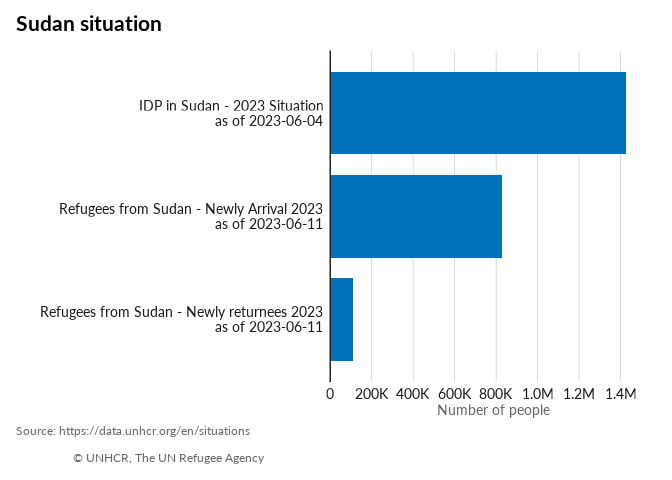 Sudan situation
IDP in Sudan - 2023 Situation
as of 2023-06-04
Refugees from Sudan - Newly Arrival 2023
as of 2023-06-11
Refugees from Sudan - Newly returnees 2023
as of 2023-06-11
0 200K 400K 600K 800K 1.0M 1.2M 1.4M
Number of people
Source: https://data.unhcr.org/en/situations
© UNHCR, The UN Refugee Agency